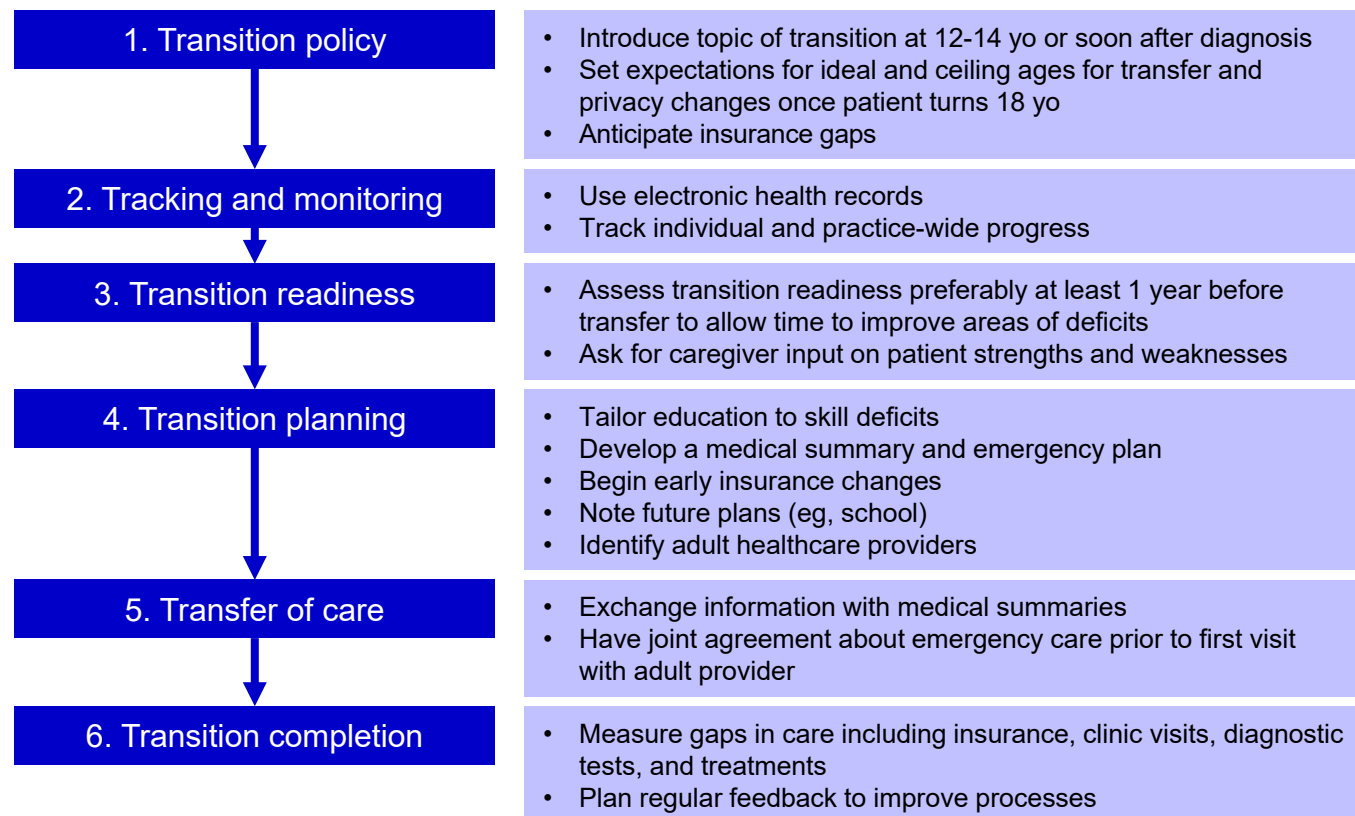 1. Transition policy
• Introduce topic of transition at 12-14 yo or soon after diagnosis
• Set expectations for ideal and ceiling ages for transfer and
privacy changes once patient turns 18 yo
• Anticipate insurance gaps
2. Tracking and monitoring
• Use electronic health records
• Track individual and practice-wide progress
3. Transition readiness
• Assess transition readiness preferably at least 1 year before
transfer to allow time to improve areas of deficits
• Ask for caregiver input on patient strengths and weaknesses
4. Transition planning
• Tailor education to skill deficits
• Develop a medical summary and emergency plan
• Begin early insurance changes
• Note future plans (eg, school)
• Identify adult healthcare providers
5. Transfer of care
• Exchange information with medical summaries
• Have joint agreement about emergency care prior to first visit
with adult provider
6. Transition completion
• Measure gaps in care including insurance, clinic visits, diagnostic
tests, and treatments
• Plan regular feedback to improve processes